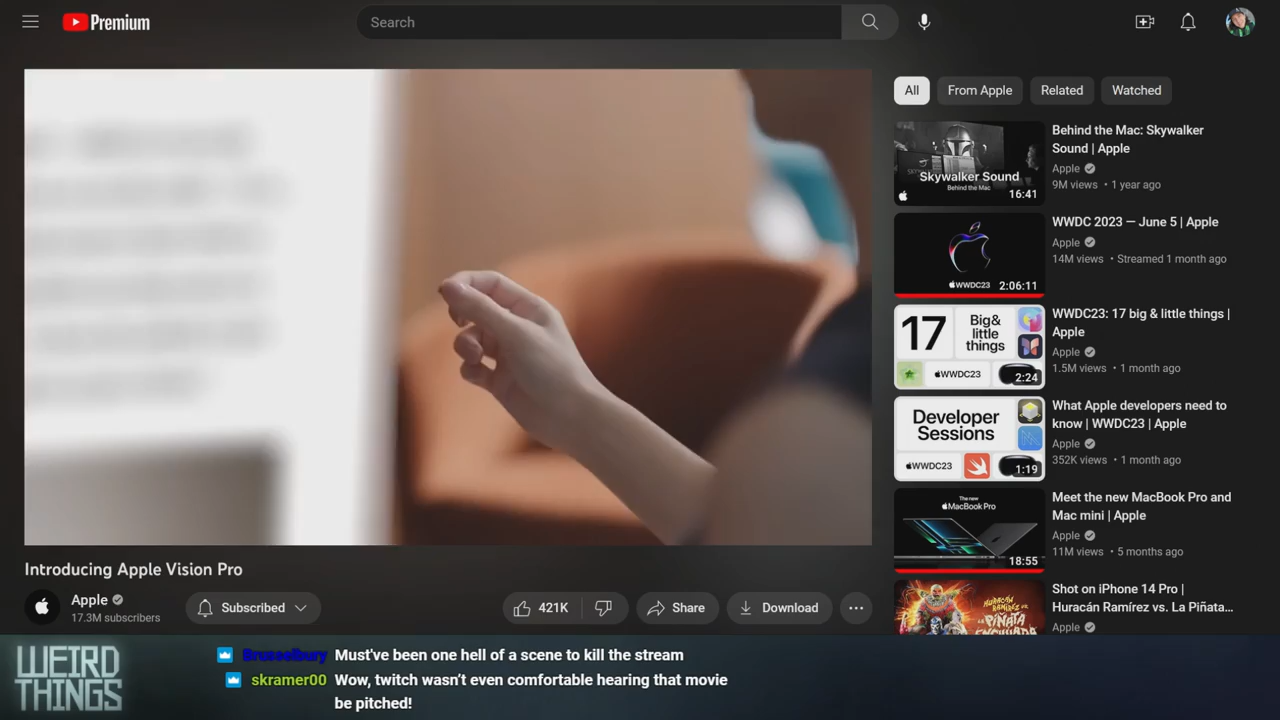 Premium
Search
All
From Apple
Related
Watched
Skywalker Sound
Behind the Mac
16:41
Behind the Mac: Skywalker
Sound | Apple
Apple
9M views • 1 year ago
WWDC23
2:06:11
WWDC 2023 — June 5 | Apple
Apple
14M views • Streamed 1 month ago
17
Big&
little
things
WWDC23
2:24
WWDC23: 17 big & little things |
Apple
Apple
1.5M views • 1 month ago
Developer
Sessions
WWDC23
1:19
What Apple developers need to
know | WWDC23 | Apple
Apple
352K views • 1 month ago
The new
MacBook Pro
18:55
Meet the new MacBook Pro and
Mac mini | Apple
Apple
11M views • 5 months ago
HURACÁN
RAMÍREZ
VS.
LA PIÑATA
Shot on iPhone 14 Pro |
Huracán Ramírez vs. La Piñata...
Apple
Introducing Apple Vision Pro
Apple
17.3M subscribers
Subscribed
421K
Share
Download
WEIRD
THINGS
Brusselbury Must've been one hell of a scene to kill the stream
skramer00 Wow, twitch wasn't even comfortable hearing that movie
be pitched!